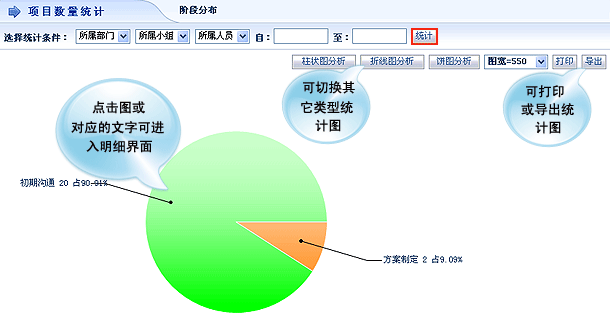 项目数量统计 阶段分布
选择统计条件： 所属部门 所属小组 所属人员 自： 至： 统计
柱状图分析 折线图分析 饼图分析 图宽=550 打印 导出
点击图或
对应的文字可进
入明细界面
可切换其
它类型统
计图
可打印
或导出统
计图
初期沟通 20 占90.91%
方案制定 2 占9.09%